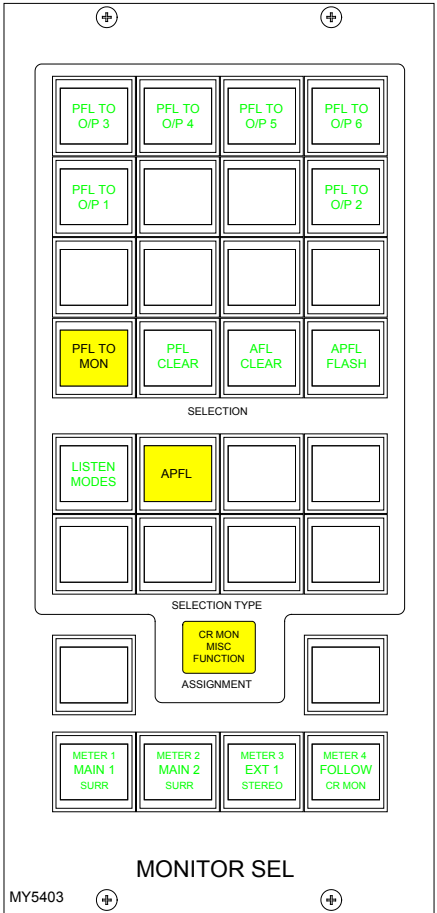 PFL TO
O/P 3
PFL TO
O/P 4
PFL TO
O/P 5
PFL TO
O/P 6
PFL TO
O/P 1
PFL TO
O/P 2
PFL TO
MON
PFL
CLEAR
AFL
CLEAR
APFL
FLASH
SELECTION
LISTEN
MODES
APFL
SELECTION TYPE
CR MON
MISC
FUNCTION
ASSIGNMENT
METER 1
MAIN 1
SURR
METER 2
MAIN 2
SURR
METER 3
EXT 1
STEREO
METER 4
FOLLOW
CR MON
MONITOR SEL
MY5403